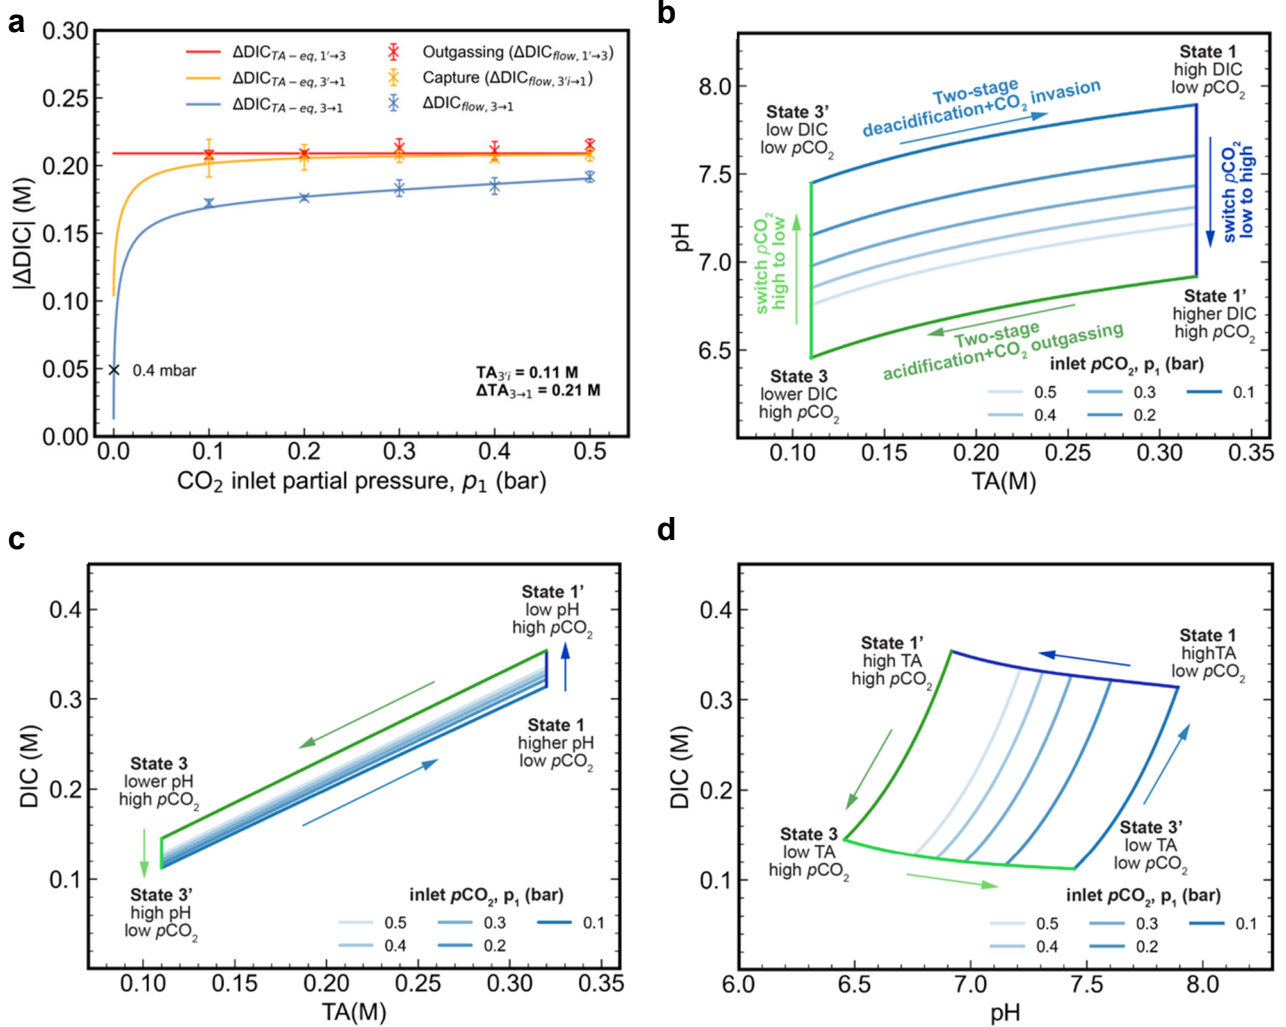 a
0.30
0.25
0.20
0.15
0.10
0.05
0.00
|ΔDIC| (M)
ΔDIC_TA−eq, 1′→3
ΔDIC_TA−eq, 3′→1
ΔDIC_TA−eq, 3→1
Outgassing (ΔDIC_flow, 1′→3)
Capture (ΔDIC_flow, 3′i→1)
ΔDIC_flow, 3→1
0.4 mbar
TA_3′i = 0.11 M
ΔTA_3→1 = 0.21 M
0.0 0.1 0.2 0.3 0.4 0.5
CO₂ inlet partial pressure, p₁ (bar)
b
8.0
7.5
7.0
6.5
pH
State 1
high DIC
low pCO₂
Two-stage
deacidification+CO₂ invasion
State 3’
low DIC
low pCO₂
switch pCO₂
low to high
switch pCO₂
high to low
State 1’
higher DIC
high pCO₂
Two-stage
acidification+CO₂ outgassing
State 3
lower DIC
high pCO₂
inlet pCO₂, p₁ (bar)
0.5 0.3 0.1
0.4 0.2
0.10 0.15 0.20 0.25 0.30 0.35
TA(M)
c
0.4
0.3
0.2
0.1
DIC (M)
State 1’
low pH
high pCO₂
State 1
higher pH
low pCO₂
State 3
lower pH
high pCO₂
State 3’
high pH
low pCO₂
inlet pCO₂, p₁ (bar)
0.5 0.3 0.1
0.4 0.2
0.10 0.15 0.20 0.25 0.30 0.35
TA(M)
d
0.4
0.3
0.2
0.1
DIC (M)
State 1’
high TA
high pCO₂
State 1
highTA
low pCO₂
State 3
low TA
high pCO₂
State 3’
low TA
low pCO₂
inlet pCO₂, p₁ (bar)
0.5 0.3 0.1
0.4 0.2
6.0 6.5 7.0 7.5 8.0
pH